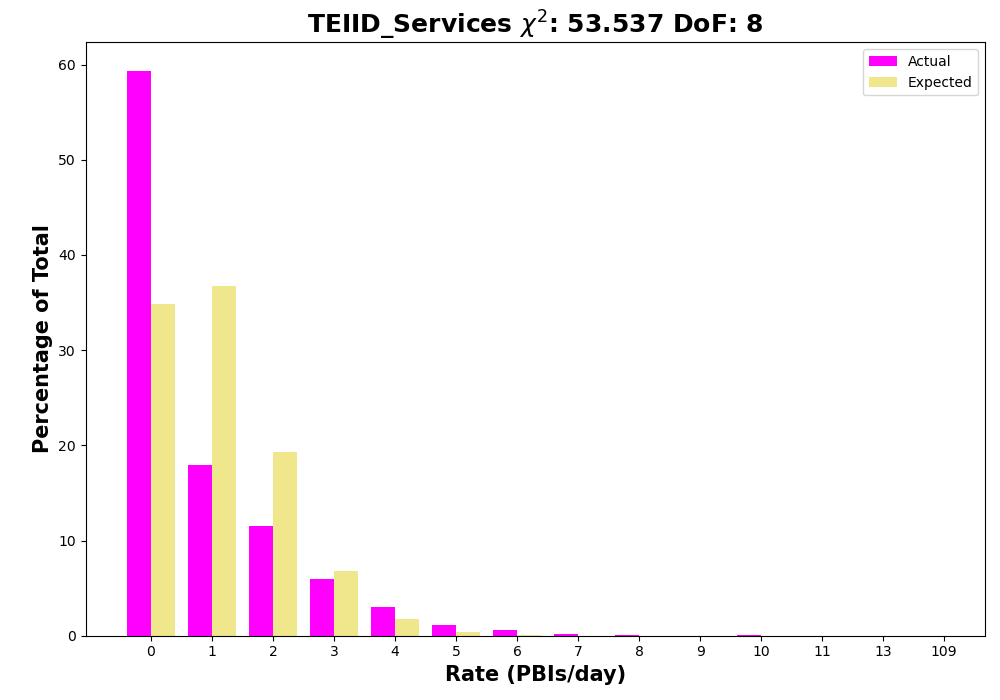 TEIID_Services χ²: 53.537 DoF: 8
Actual
Expected
Percentage of Total
60
50
40
30
20
10
0
0 1 2 3 4 5 6 7 8 9 10 11 13 109
Rate (PBIs/day)